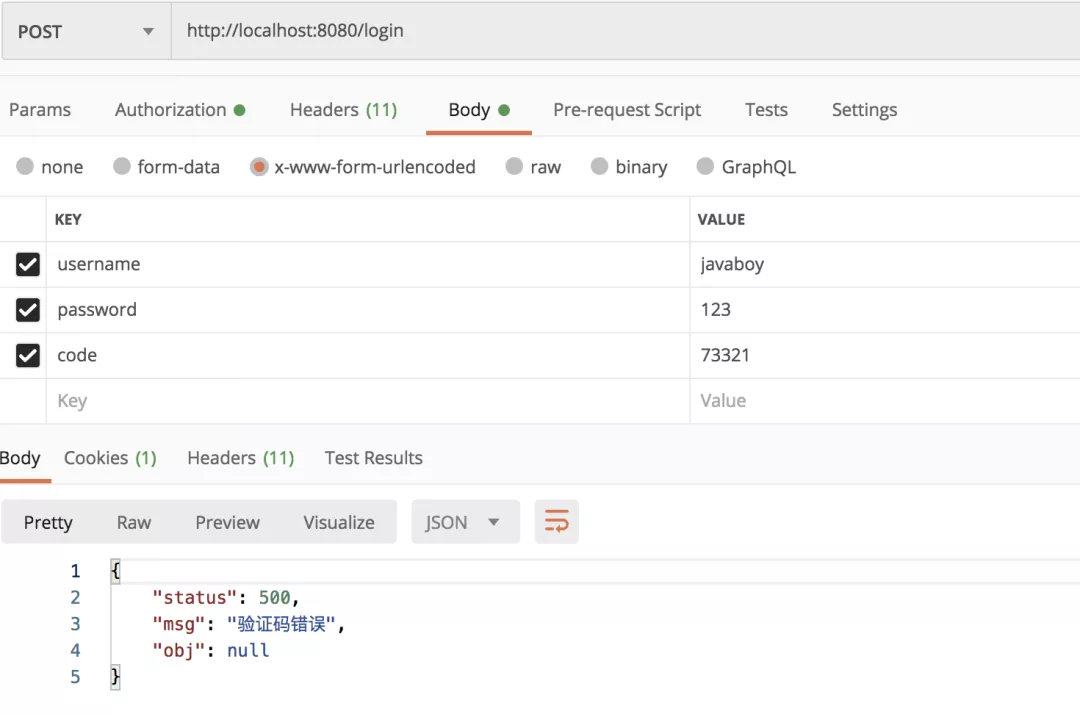 POST http://localhost:8080/login
Params Authorization Headers (11) Body Pre-request Script Tests Settings
none form-data x-www-form-urlencoded raw binary GraphQL
KEY VALUE
username javaboy
password 123
code 73321
Key Value
Body Cookies (1) Headers (11) Test Results
Pretty Raw Preview Visualize JSON
1 {
2 "status": 500,
3 "msg": "验证码错误",
4 "obj": null
5 }